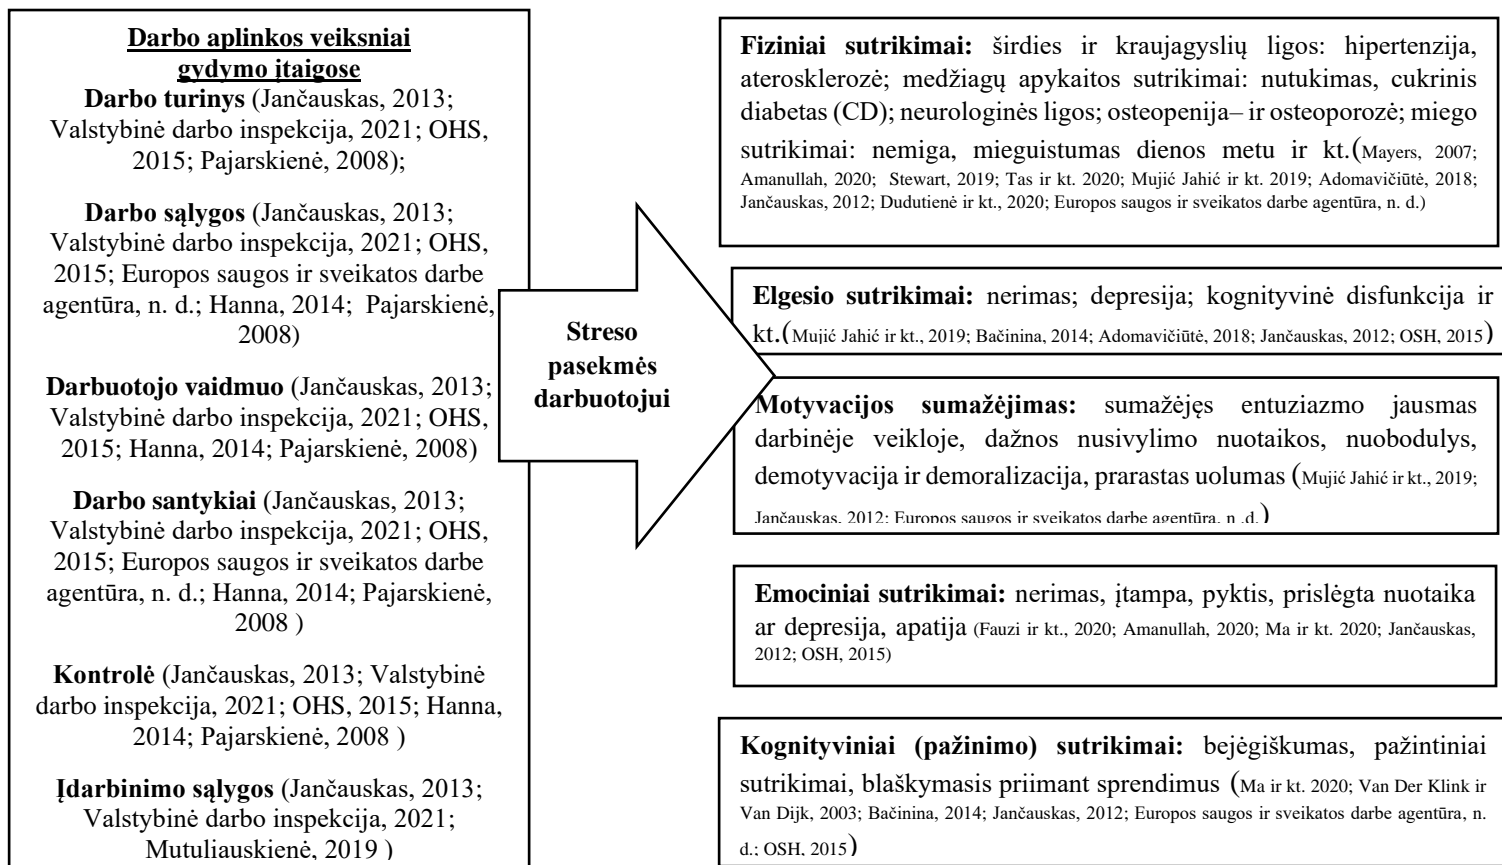 Darbo aplinkos veiksniai
gydymo įtaigose
Darbo turinys (Jančauskas, 2013;
Valstybinė darbo inspekcija, 2021; OHS,
2015; Pajarskienė, 2008);
Darbo sąlygos (Jančauskas, 2013;
Valstybinė darbo inspekcija, 2021; OHS,
2015; Europos saugos ir sveikatos darbe
agentūra, n. d.; Hanna, 2014; Pajarskienė,
2008)
Darbuotojo vaidmuo (Jančauskas, 2013;
Valstybinė darbo inspekcija, 2021; OHS,
2015; Hanna, 2014; Pajarskienė, 2008)
Darbo santykiai (Jančauskas, 2013;
Valstybinė darbo inspekcija, 2021; OHS,
2015; Europos saugos ir sveikatos darbe
agentūra, n. d.; Hanna, 2014; Pajarskienė,
2008 )
Kontrolė (Jančauskas, 2013; Valstybinė
darbo inspekcija, 2021; OHS, 2015; Hanna,
2014; Pajarskienė, 2008 )
Įdarbinimo sąlygos (Jančauskas, 2013;
Valstybinė darbo inspekcija, 2021;
Mutuliauskienė, 2019 )
Streso
pasekmės
darbuotojui
Fiziniai sutrikimai: širdies ir kraujagyslių ligos: hipertenzija,
aterosklerozė; medžiagų apykaitos sutrikimai: nutukimas, cukrinis
diabetas (CD); neurologinės ligos; osteopenija– ir osteoporozė; miego
sutrikimai: nemiga, mieguistumas dienos metu ir kt.(Mayers, 2007;
Amanullah, 2020; Stewart, 2019; Tas ir kt. 2020; Mujić Jahić ir kt. 2019; Adomavičiūtė, 2018;
Jančauskas, 2012; Dudutienė ir kt., 2020; Europos saugos ir sveikatos darbe agentūra, n. d.)
Elgesio sutrikimai: nerimas; depresija; kognityvinė disfunkcija ir
kt.(Mujić Jahić ir kt., 2019; Bačinina, 2014; Adomavičiūtė, 2018; Jančauskas, 2012; OSH, 2015)
Motyvacijos sumažėjimas: sumažėjęs entuziazmo jausmas
darbinėje veikloje, dažnos nusivylimo nuotaikos, nuobodulys,
demotyvacija ir demoralizacija, prarastas uolumas (Mujić Jahić ir kt., 2019;
Jančauskas, 2012; Europos saugos ir sveikatos darbe agentūra, n .d.)
Emociniai sutrikimai: nerimas, įtampa, pyktis, prislėgta nuotaika
ar depresija, apatija (Fauzi ir kt., 2020; Amanullah, 2020; Ma ir kt. 2020; Jančauskas,
2012; OSH, 2015)
Kognityviniai (pažinimo) sutrikimai: bejėgiškumas, pažintiniai
sutrikimai, blaškymasis priimant sprendimus (Ma ir kt. 2020; Van Der Klink ir
Van Dijk, 2003; Bačinina, 2014; Jančauskas, 2012; Europos saugos ir sveikatos darbe agentūra, n.
d.; OSH, 2015)